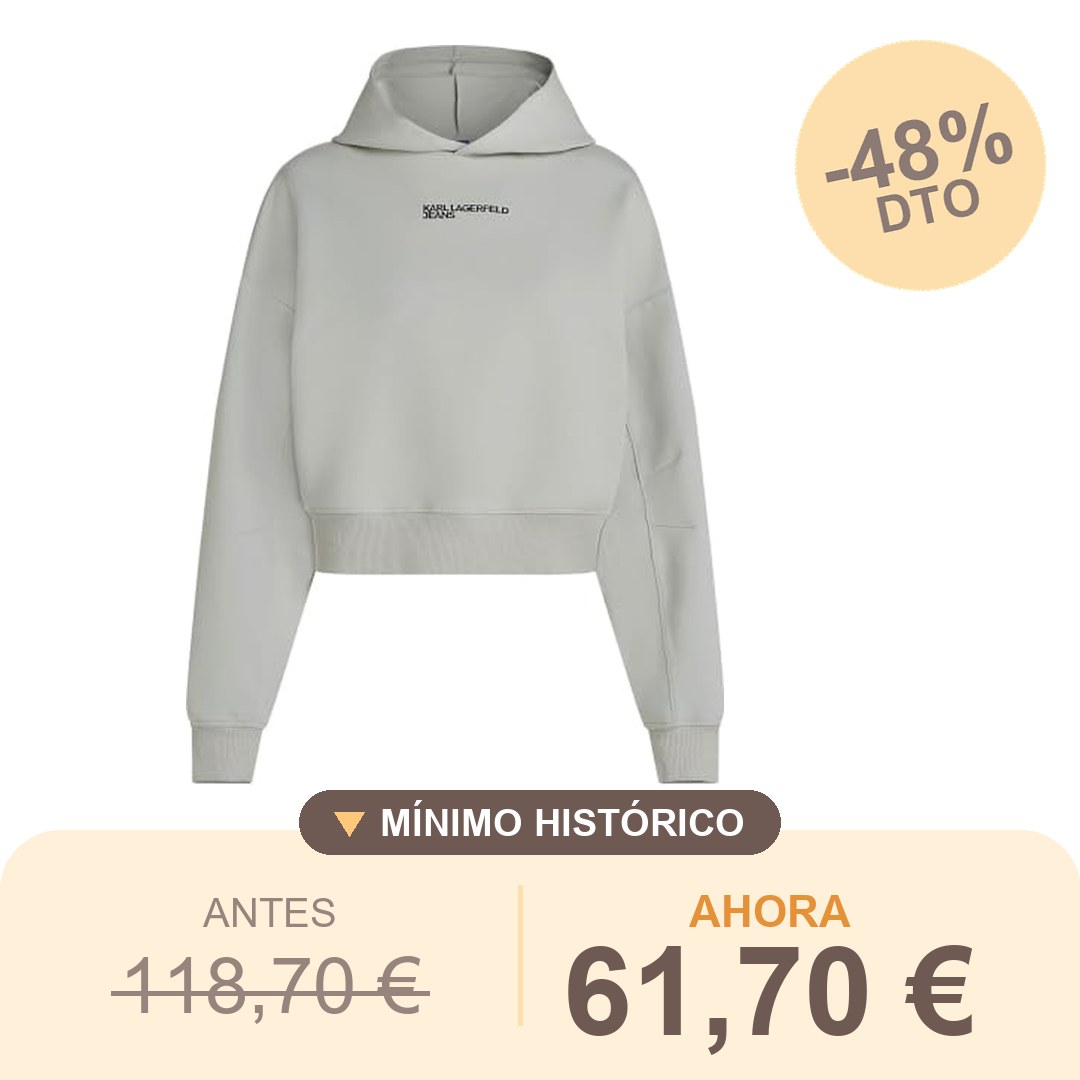 -48%
DTO
KARL LAGERFELD
JEANS
MÍNIMO HISTÓRICO
ANTES
118,70 €
AHORA
61,70 €